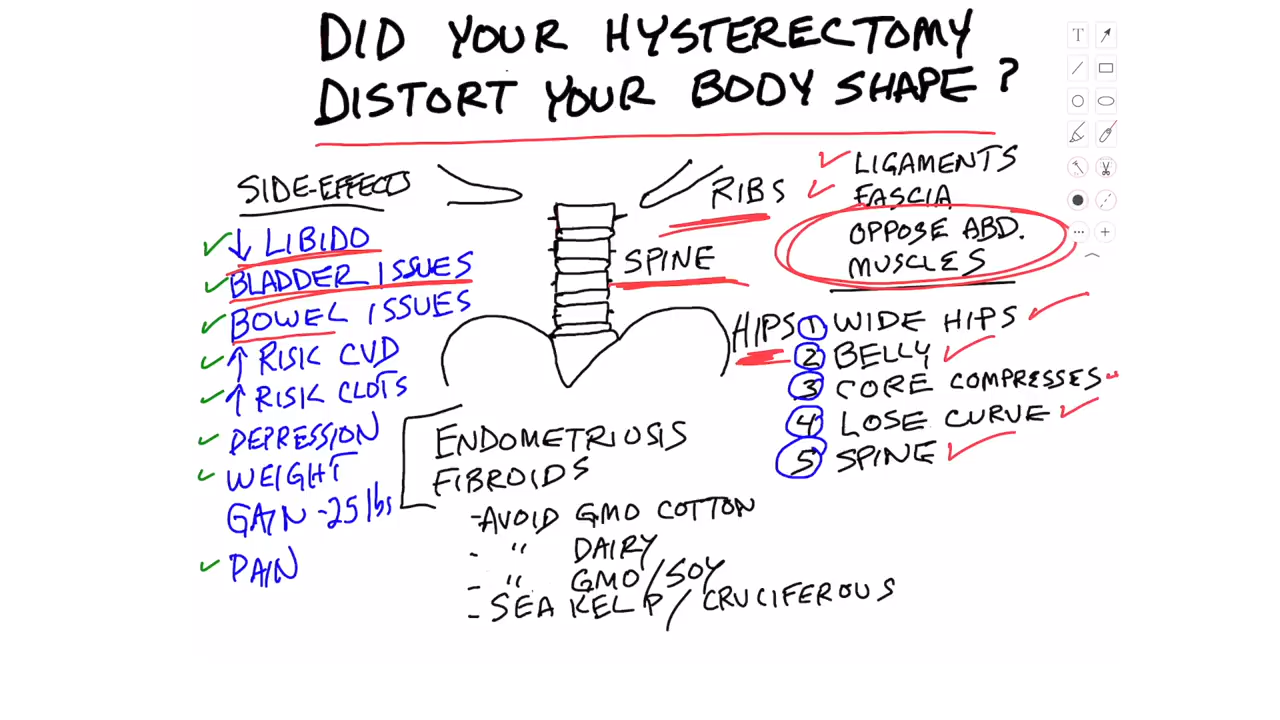 DID YOUR HYSTERECTOMY
DISTORT YOUR BODY SHAPE?
SIDE-EFFECTS
↓ LIBIDO
BLADDER ISSUES
BOWEL ISSUES
↑ RISK CVD
↑ RISK CLOTS
DEPRESSION
WEIGHT
GAIN ~25 lbs
PAIN
RIBS
SPINE
HIPS
ENDOMETRIOSIS
FIBROIDS
-AVOID GMO COTTON
- " DAIRY
- " GMO/SOY
- SEA KELP/CRUCIFEROUS
LIGAMENTS
FASCIA
OPPOSE ABD.
MUSCLES
1 WIDE HIPS
2 BELLY
3 CORE COMPRESSES
4 LOSE CURVE
5 SPINE
T